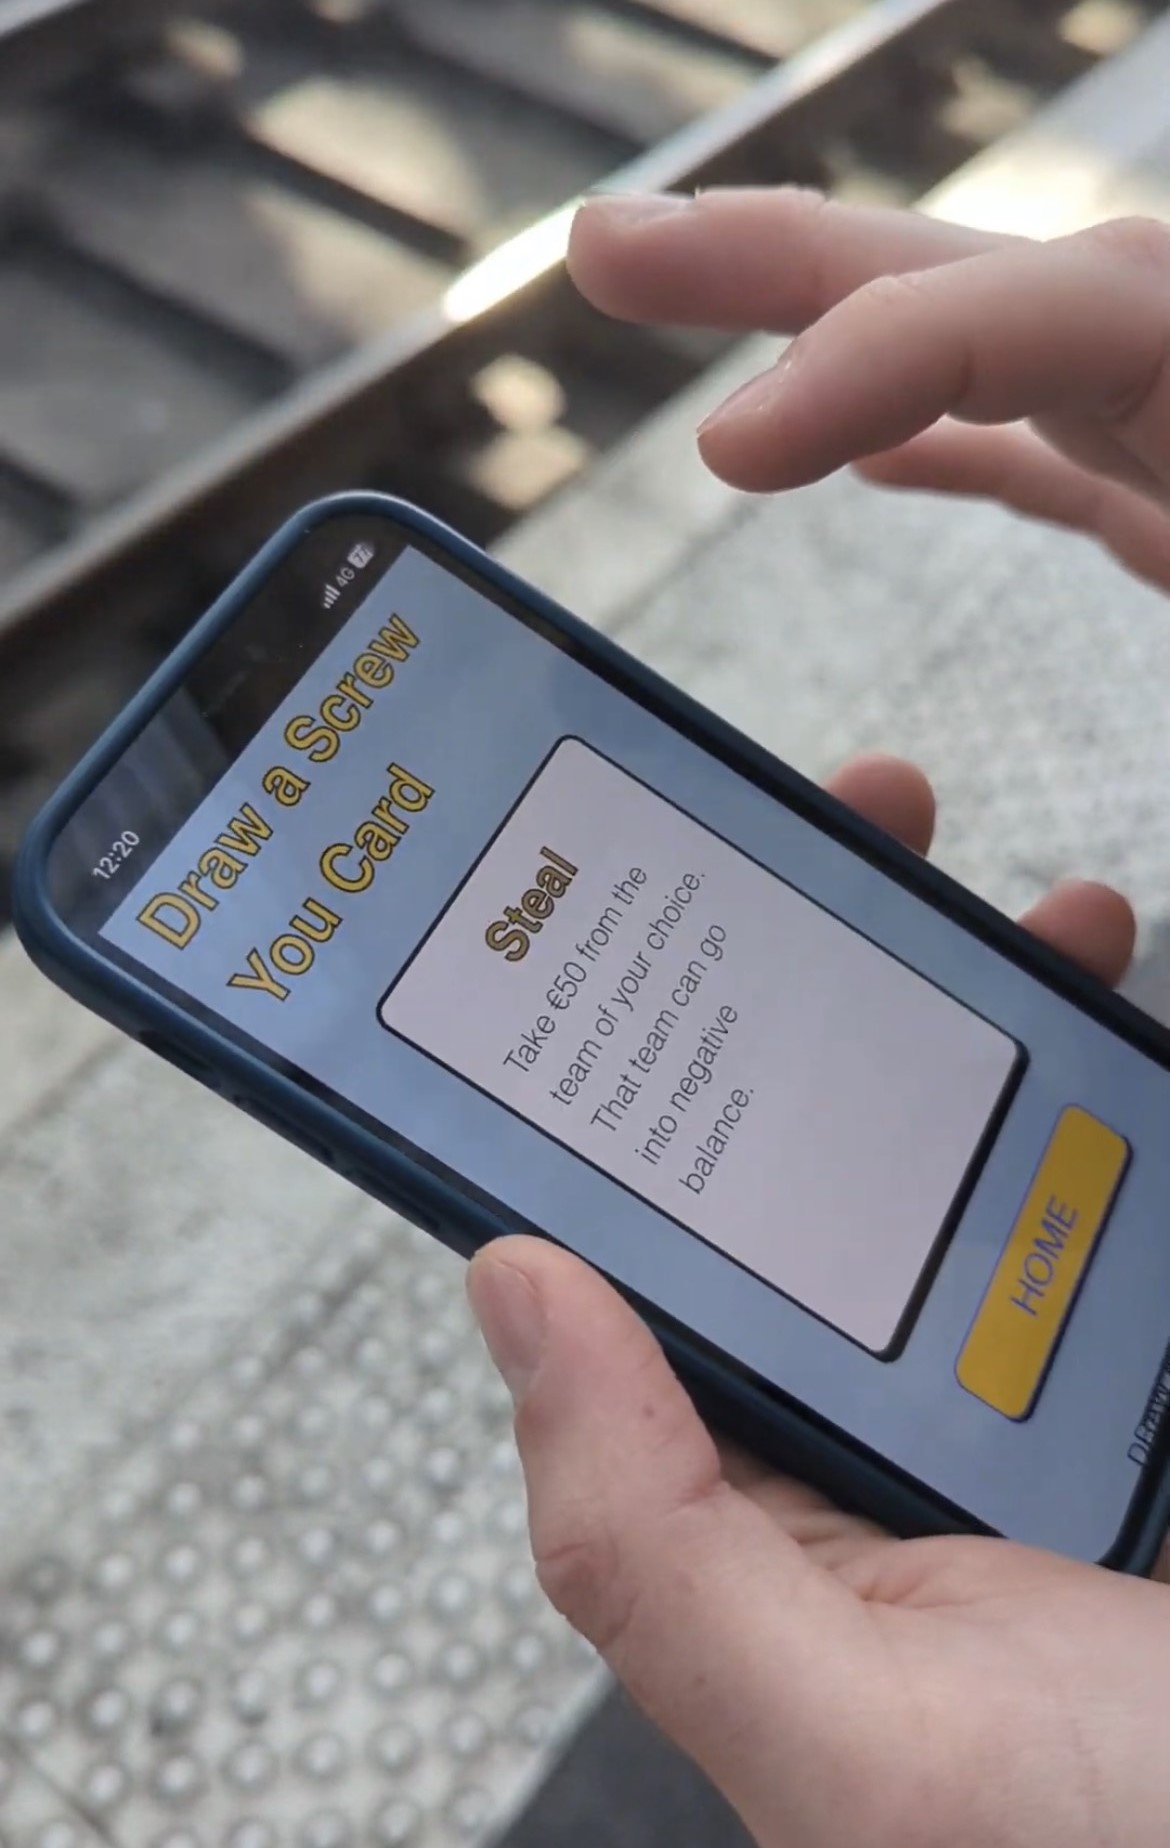 12:20
4G 77
Draw a Screw
You Card
Steal
Take €50 from the
team of your choice.
That team can go
into negative
balance.
HOME